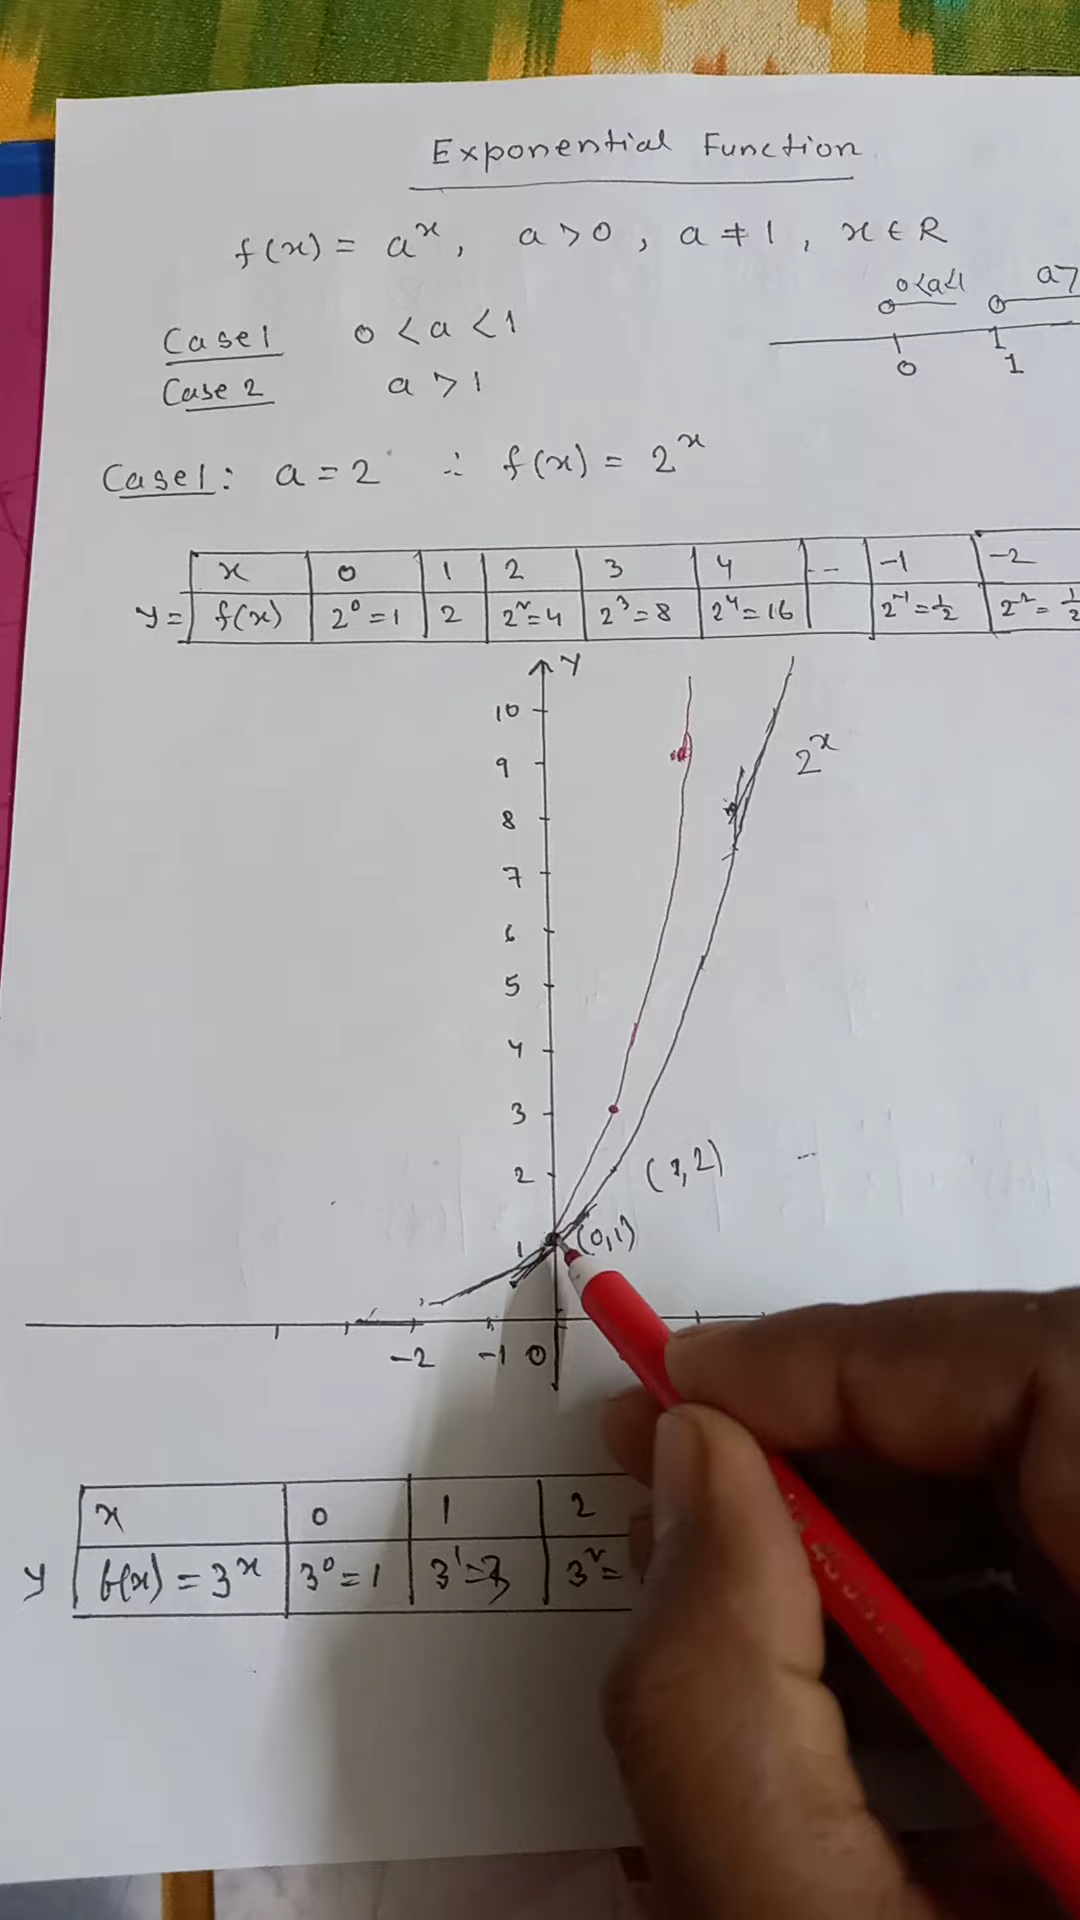 Exponential Function
f(x) = a^x, a > 0, a ≠ 1, x ∈ R
0<a<1 a>
0 1
Case 1 0 < a < 1
Case 2 a > 1
Case 1: a = 2 ∴ f(x) = 2^x
x 0 1 2 3 4 -- -1 -2
y = f(x) 2^0=1 2 2^2=4 2^3=8 2^4=16 2^-1=1/2 2^-2=1/2
Y
10
9
2^x
8
7
6
5
4
3
2 (1,2) --
1 (0,1)
-2 -1 0
x 0 1 2
y f(x) = 3^x 3^0=1 3^1=3 3^2=